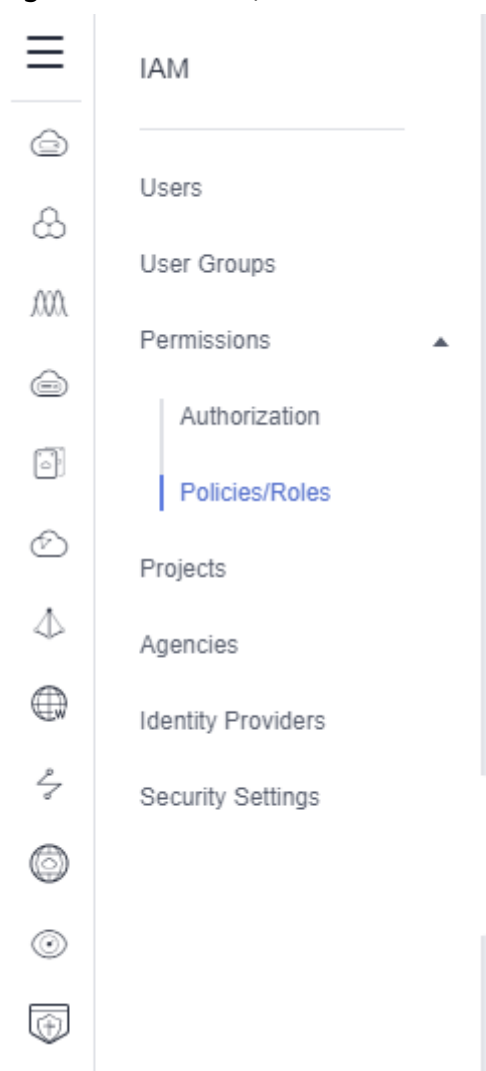 IAM
Users
User Groups
Permissions
Authorization
Policies/Roles
Projects
Agencies
Identity Providers
Security Settings